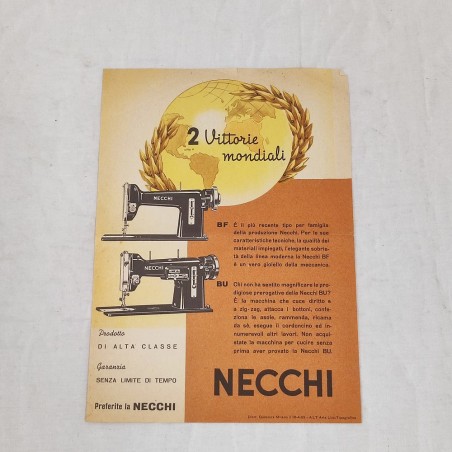 2 Vittorie
mondiali
NECCHI
BF È il più recente tipo per famiglia
della produzione Necchi. Per le sue
caratteristiche tecniche, la qualità dei
materiali impiegati, l'elegante sobrie-
tà della linea moderna la Necchi BF
è un vero gioiello della meccanica.
NECCHI
BU Chi non ha sentito magnificare le pro-
digiose prerogative della Necchi BU?
È la macchina che cuce diritto e
a zig-zag, attacca i bottoni, confe-
ziona le asole, rammenda, ricama
da sé, esegue il cordoncino ed in-
numerevoli altri lavori. Non acqui-
state la macchina per cucire senza
prima aver provato la Necchi BU.
Prodotto
DI ALTA CLASSE
Garanzia
SENZA LIMITE DI TEMPO
Preferite la NECCHI
NECCHI